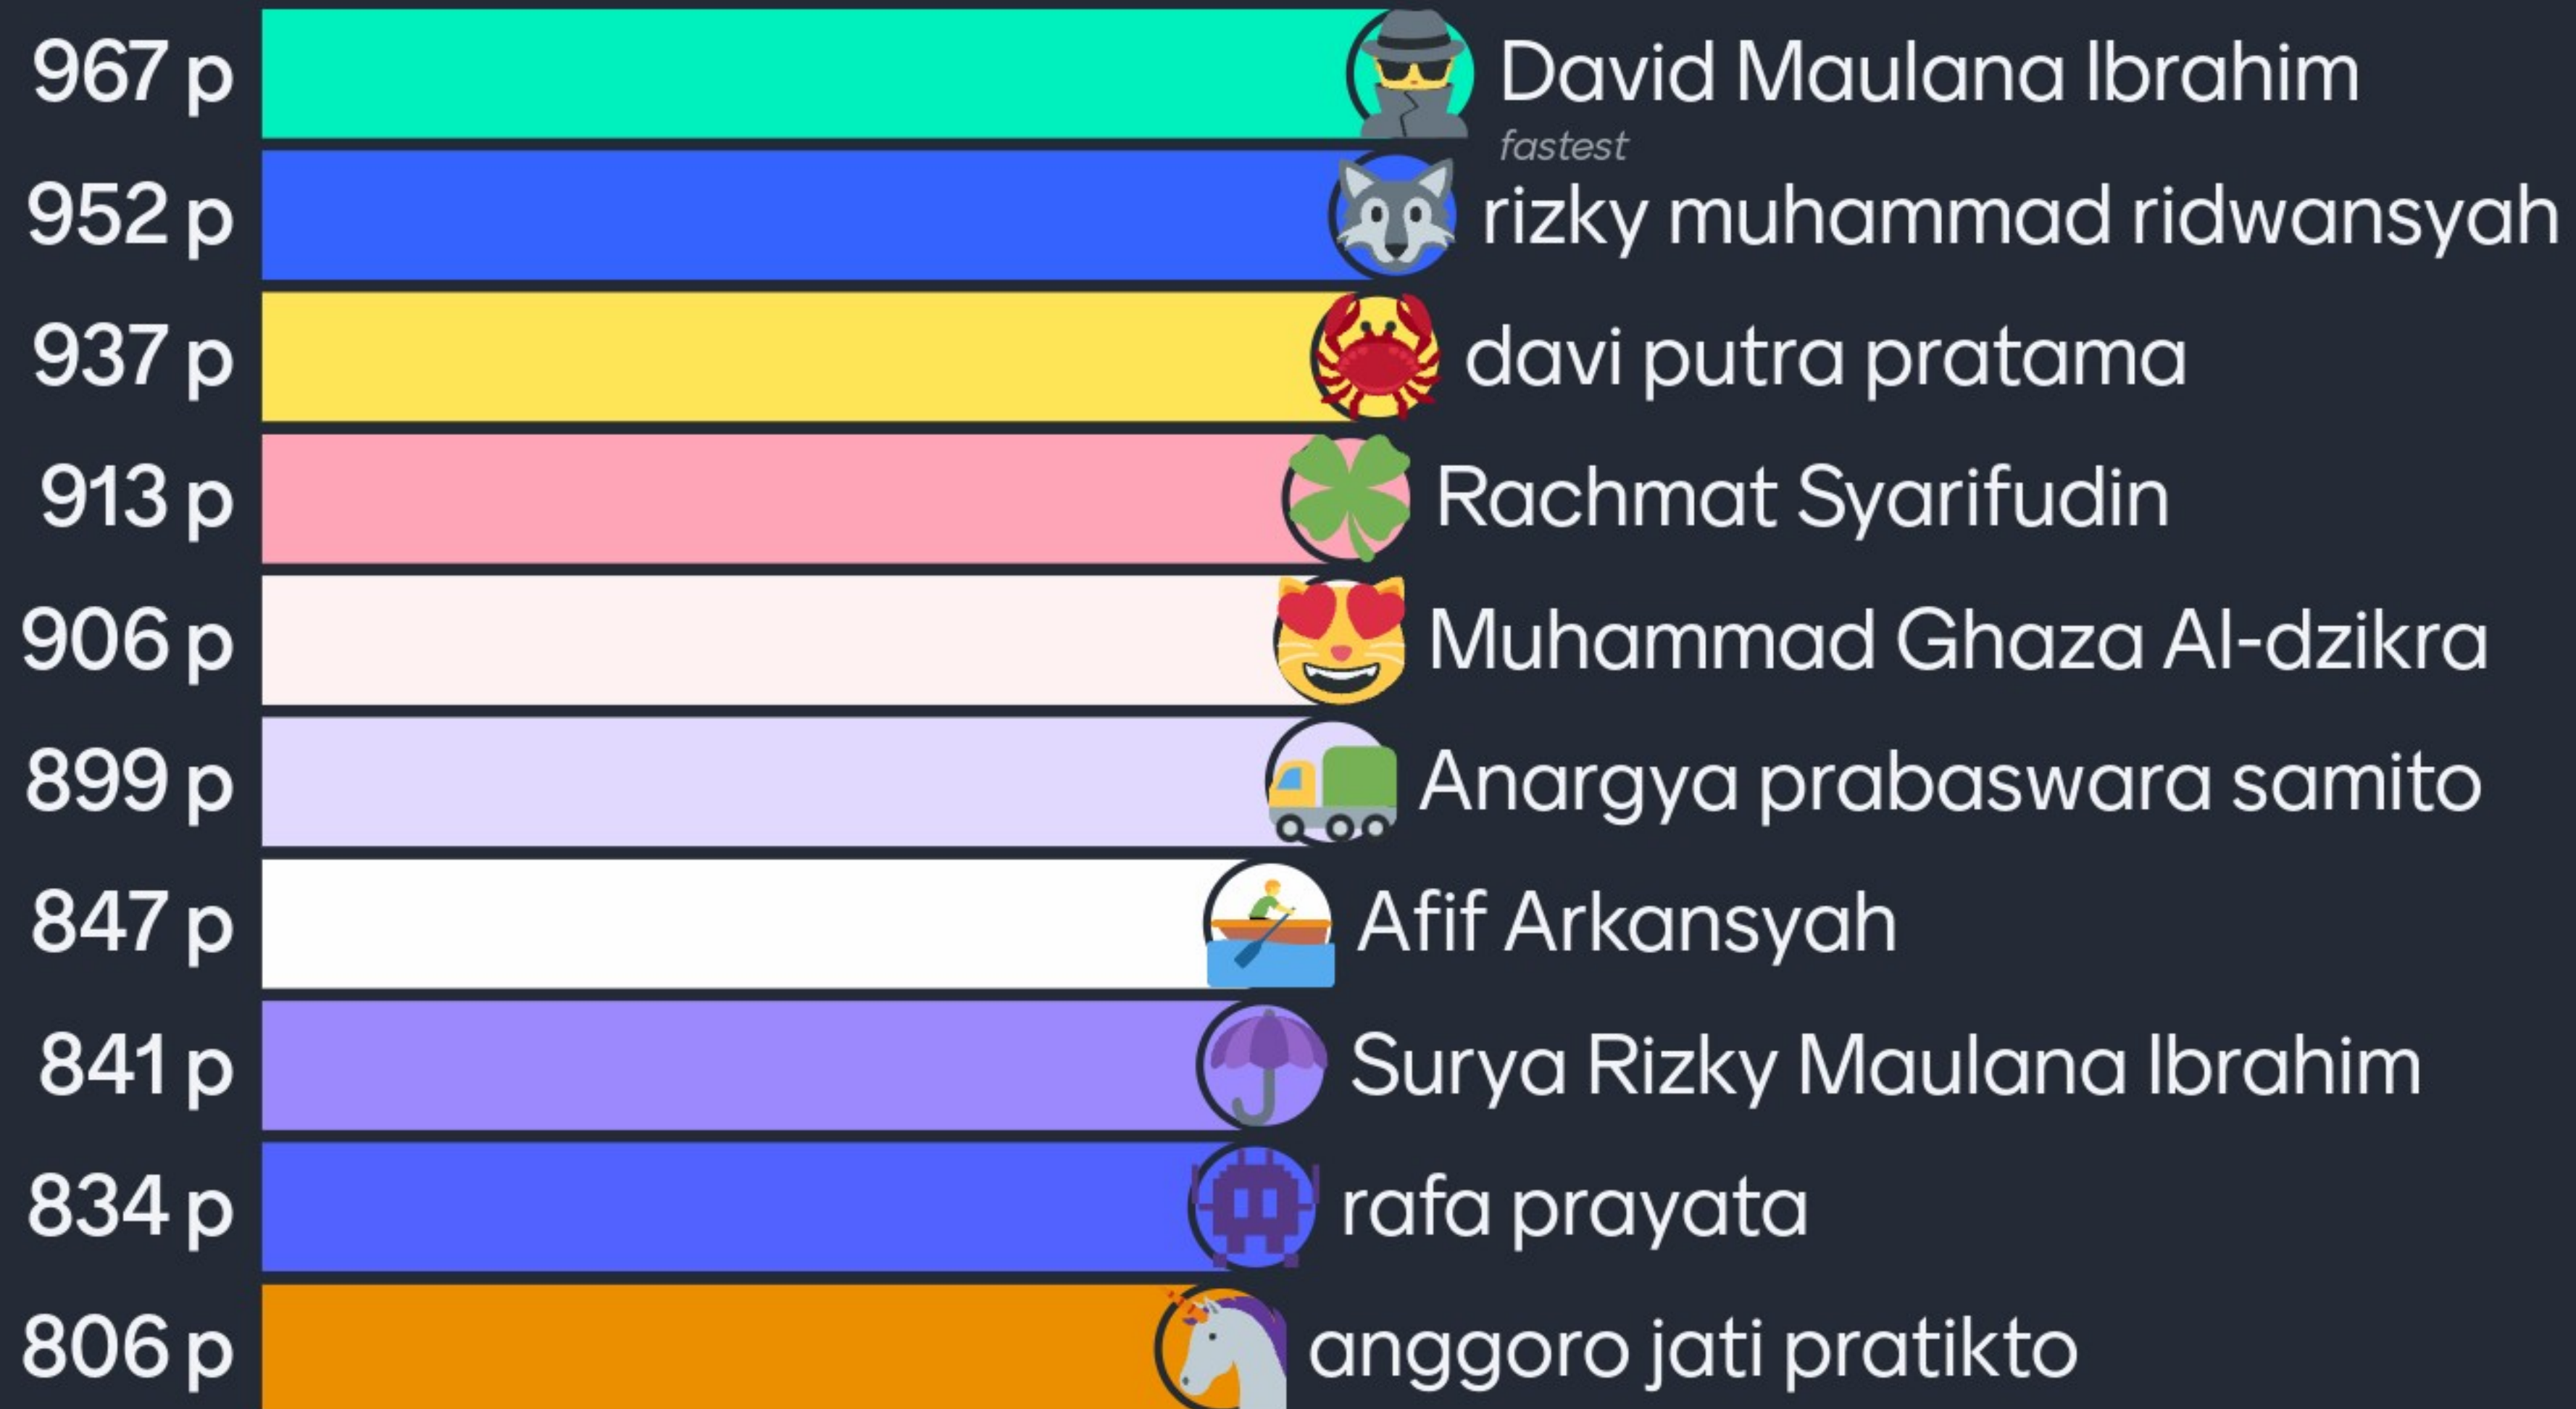 967 p David Maulana Ibrahim
fastest
952 p rizky muhammad ridwansyah
937 p davi putra pratama
913 p Rachmat Syarifudin
906 p Muhammad Ghaza Al-dzikra
899 p Anargya prabaswara samito
847 p Afif Arkansyah
841 p Surya Rizky Maulana Ibrahim
834 p rafa prayata
806 p anggoro jati pratikto